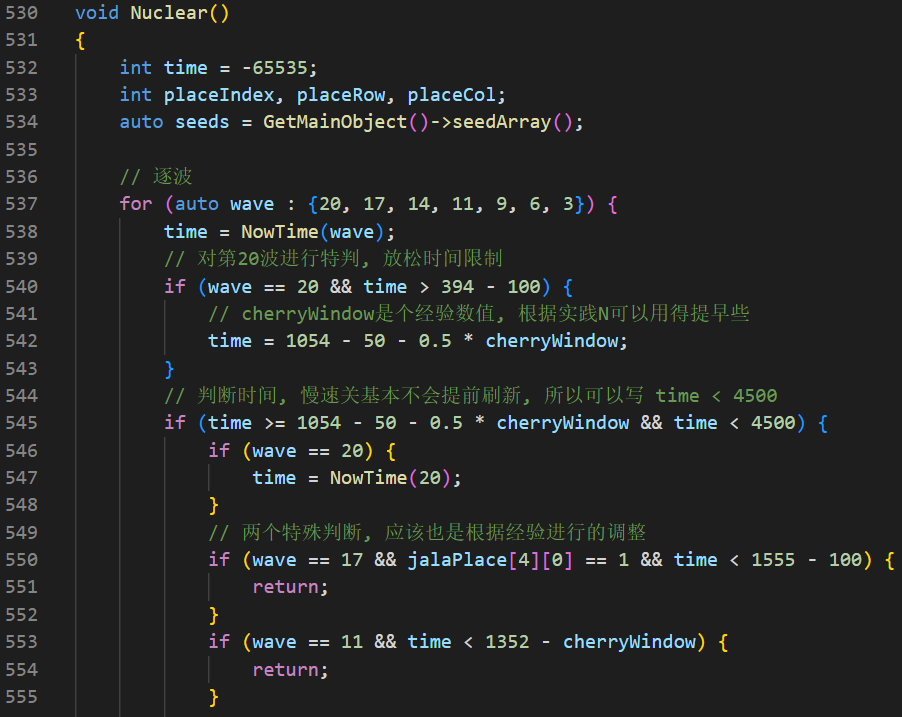 530 void Nuclear()
531 {
532     int time = -65535;
533     int placeIndex, placeRow, placeCol;
534     auto seeds = GetMainObject()->seedArray();
535
536     // 逐波
537     for (auto wave : {20, 17, 14, 11, 9, 6, 3}) {
538         time = NowTime(wave);
539         // 对第20波进行特判, 放松时间限制
540         if (wave == 20 && time > 394 - 100) {
541             // cherryWindow是个经验数值, 根据实践N可以用得提早些
542             time = 1054 - 50 - 0.5 * cherryWindow;
543         }
544         // 判断时间, 慢速关基本不会提前刷新, 所以可以写 time < 4500
545         if (time >= 1054 - 50 - 0.5 * cherryWindow && time < 4500) {
546             if (wave == 20) {
547                 time = NowTime(20);
548             }
549             // 两个特殊判断, 应该也是根据经验进行的调整
550             if (wave == 17 && jalaPlace[4][0] == 1 && time < 1555 - 100) {
551                 return;
552             }
553             if (wave == 11 && time < 1352 - cherryWindow) {
554                 return;
555             }